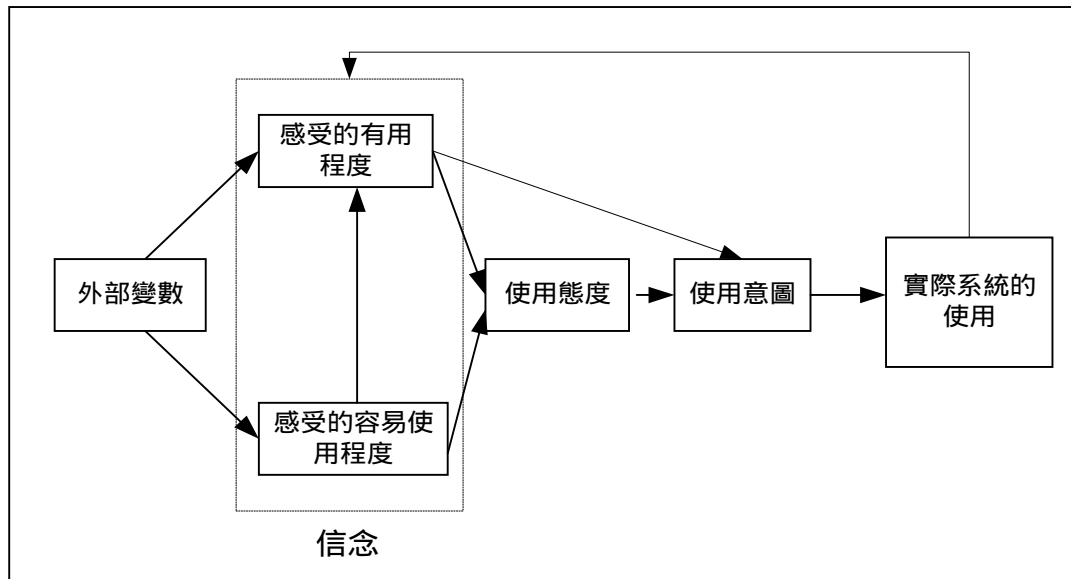 感受的有用
程度
外部變數
使用態度
使用意圖
實際系統的
使用
感受的容易使
用程度
信念